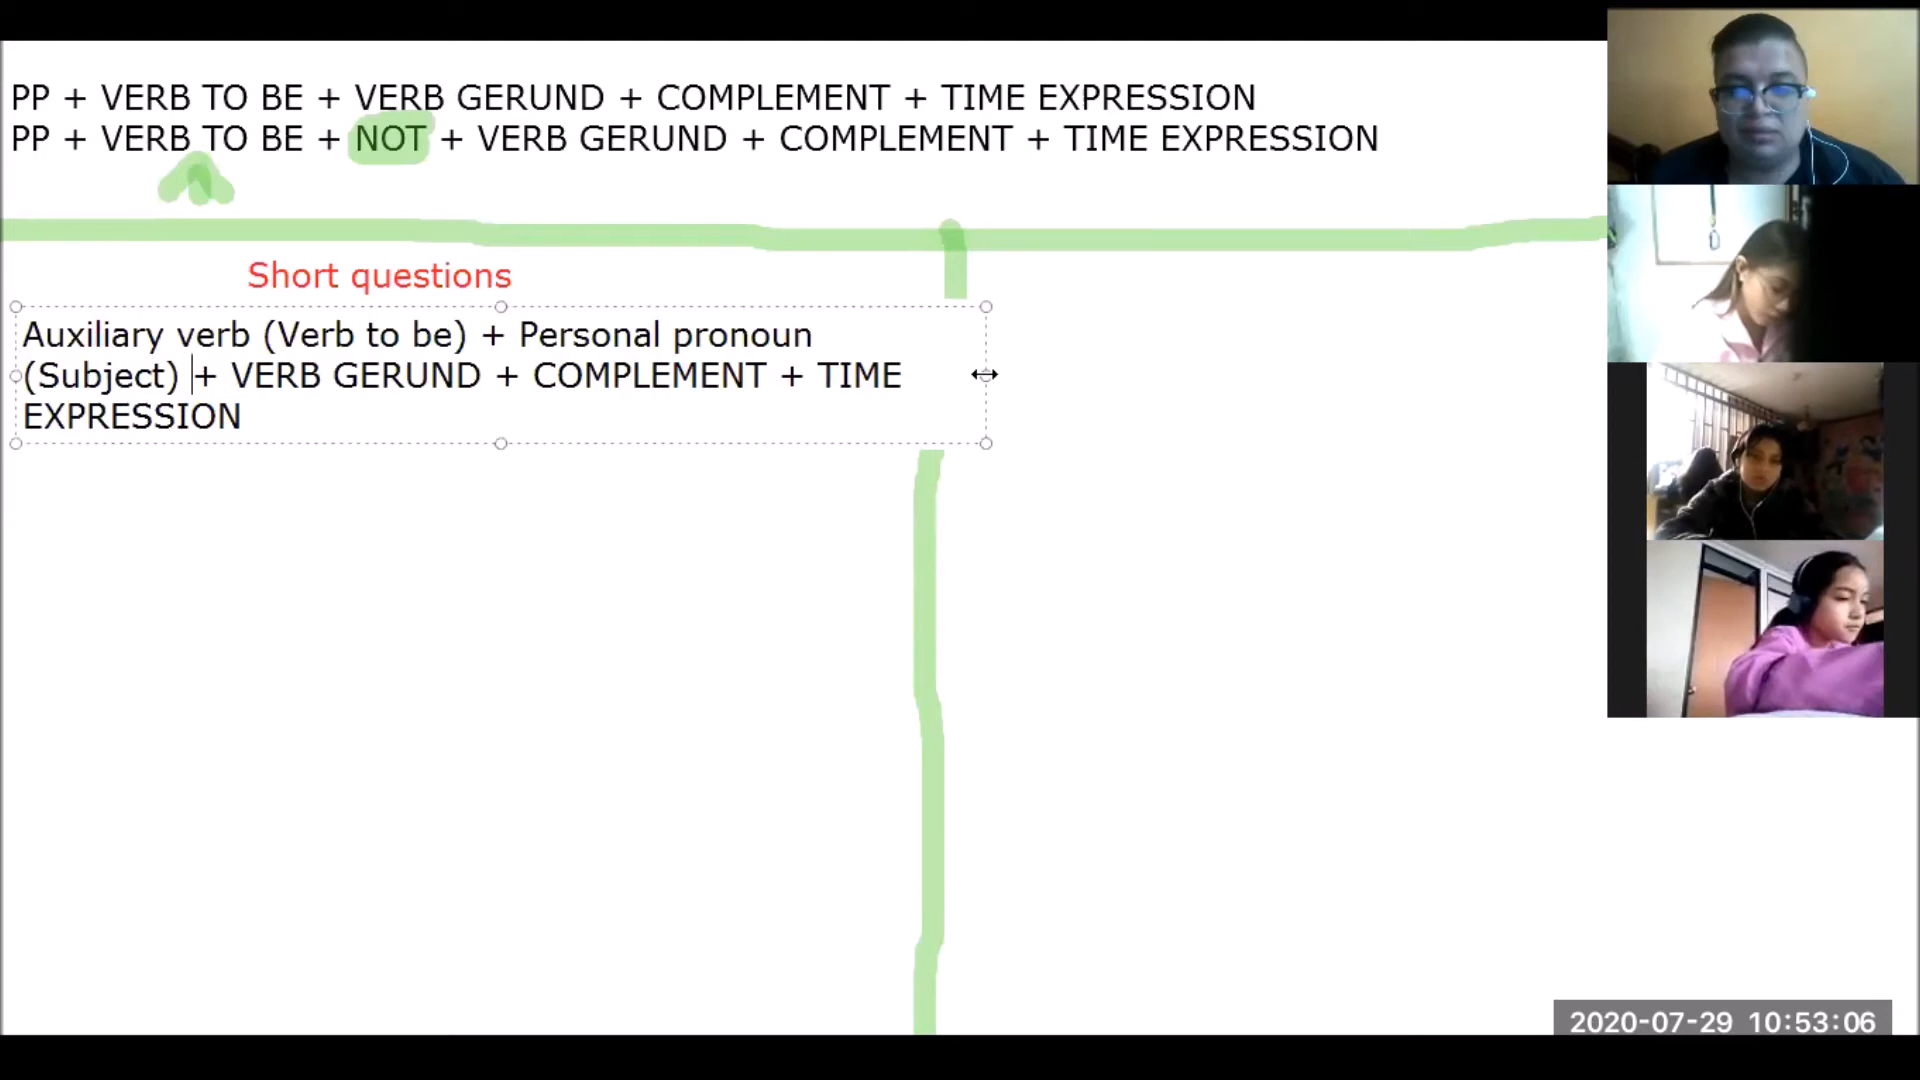 PP + VERB TO BE + VERB GERUND + COMPLEMENT + TIME EXPRESSION
PP + VERB TO BE + NOT + VERB GERUND + COMPLEMENT + TIME EXPRESSION
Short questions
Auxiliary verb (Verb to be) + Personal pronoun
(Subject) + VERB GERUND + COMPLEMENT + TIME
EXPRESSION
2020-07-29 10:53:06